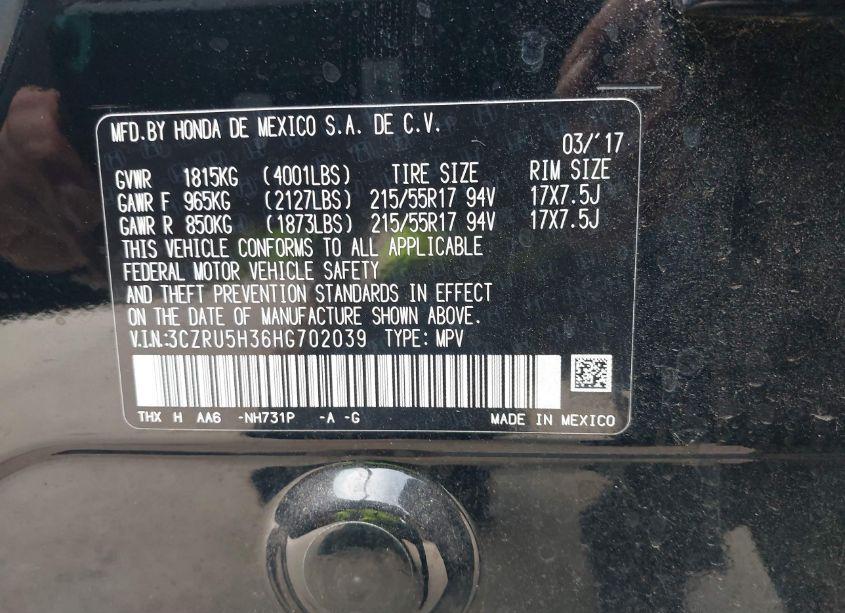 MFD.BY HONDA DE MEXICO S.A. DE C.V.
03/'17
GVWR 1815KG (4001LBS) TIRE SIZE RIM SIZE
GAWR F 965KG (2127LBS) 215/55R17 94V 17X7.5J
GAWR R 850KG (1873LBS) 215/55R17 94V 17X7.5J
THIS VEHICLE CONFORMS TO ALL APPLICABLE
FEDERAL MOTOR VEHICLE SAFETY
AND THEFT PREVENTION STANDARDS IN EFFECT
ON THE DATE OF MANUFACTURE SHOWN ABOVE.
V.I.N:3CZRU5H36HG702039 TYPE: MPV
THX H AA6 -NH731P -A -G MADE IN MEXICO